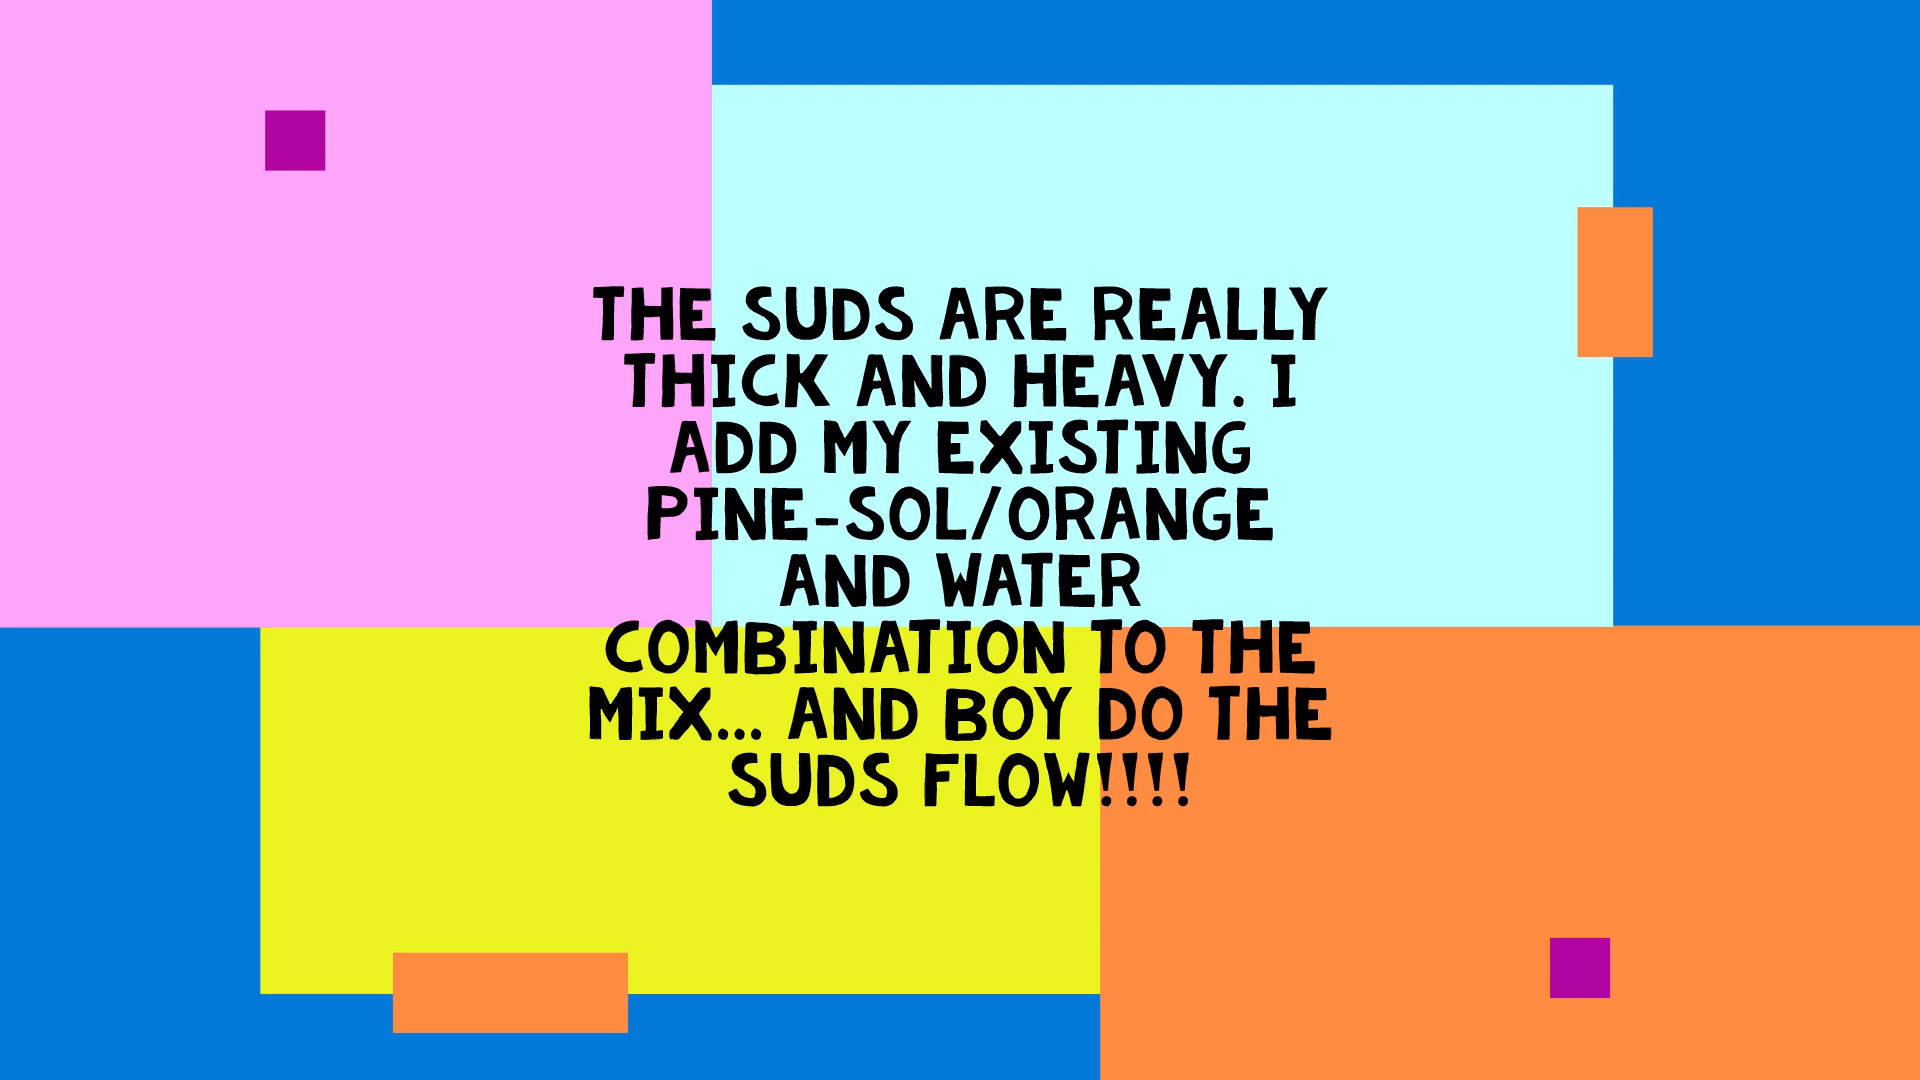 THE SUDS ARE REALLY
THICK AND HEAVY. I
ADD MY EXISTING
PINE-SOL/ORANGE
AND WATER
COMBINATION TO THE
MIX... AND BOY DO THE
SUDS FLOW!!!!